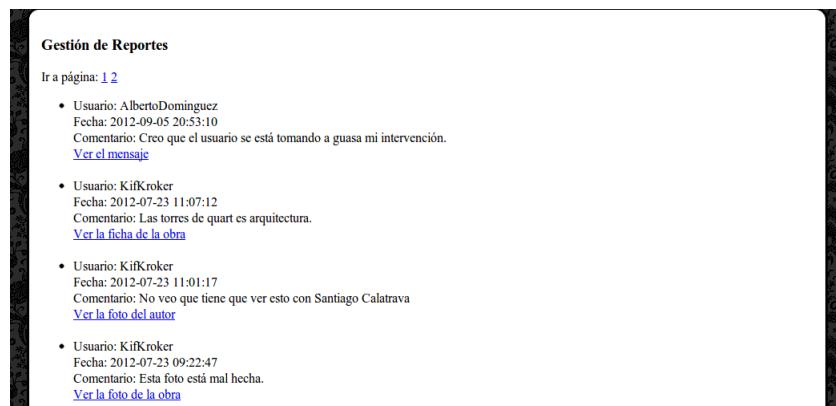 Gestión de Reportes
Ir a página: 1 2
Usuario: AlbertoDominguez
Fecha: 2012-09-05 20:53:10
Comentario: Creo que el usuario se está tomando a guasa mi intervención.
Ver el mensaje
Usuario: KifKroker
Fecha: 2012-07-23 11:07:12
Comentario: Las torres de quart es arquitectura.
Ver la ficha de la obra
Usuario: KifKroker
Fecha: 2012-07-23 11:01:17
Comentario: No veo que tiene que ver esto con Santiago Calatrava
Ver la foto del autor
Usuario: KifKroker
Fecha: 2012-07-23 09:22:47
Comentario: Esta foto está mal hecha.
Ver la foto de la obra